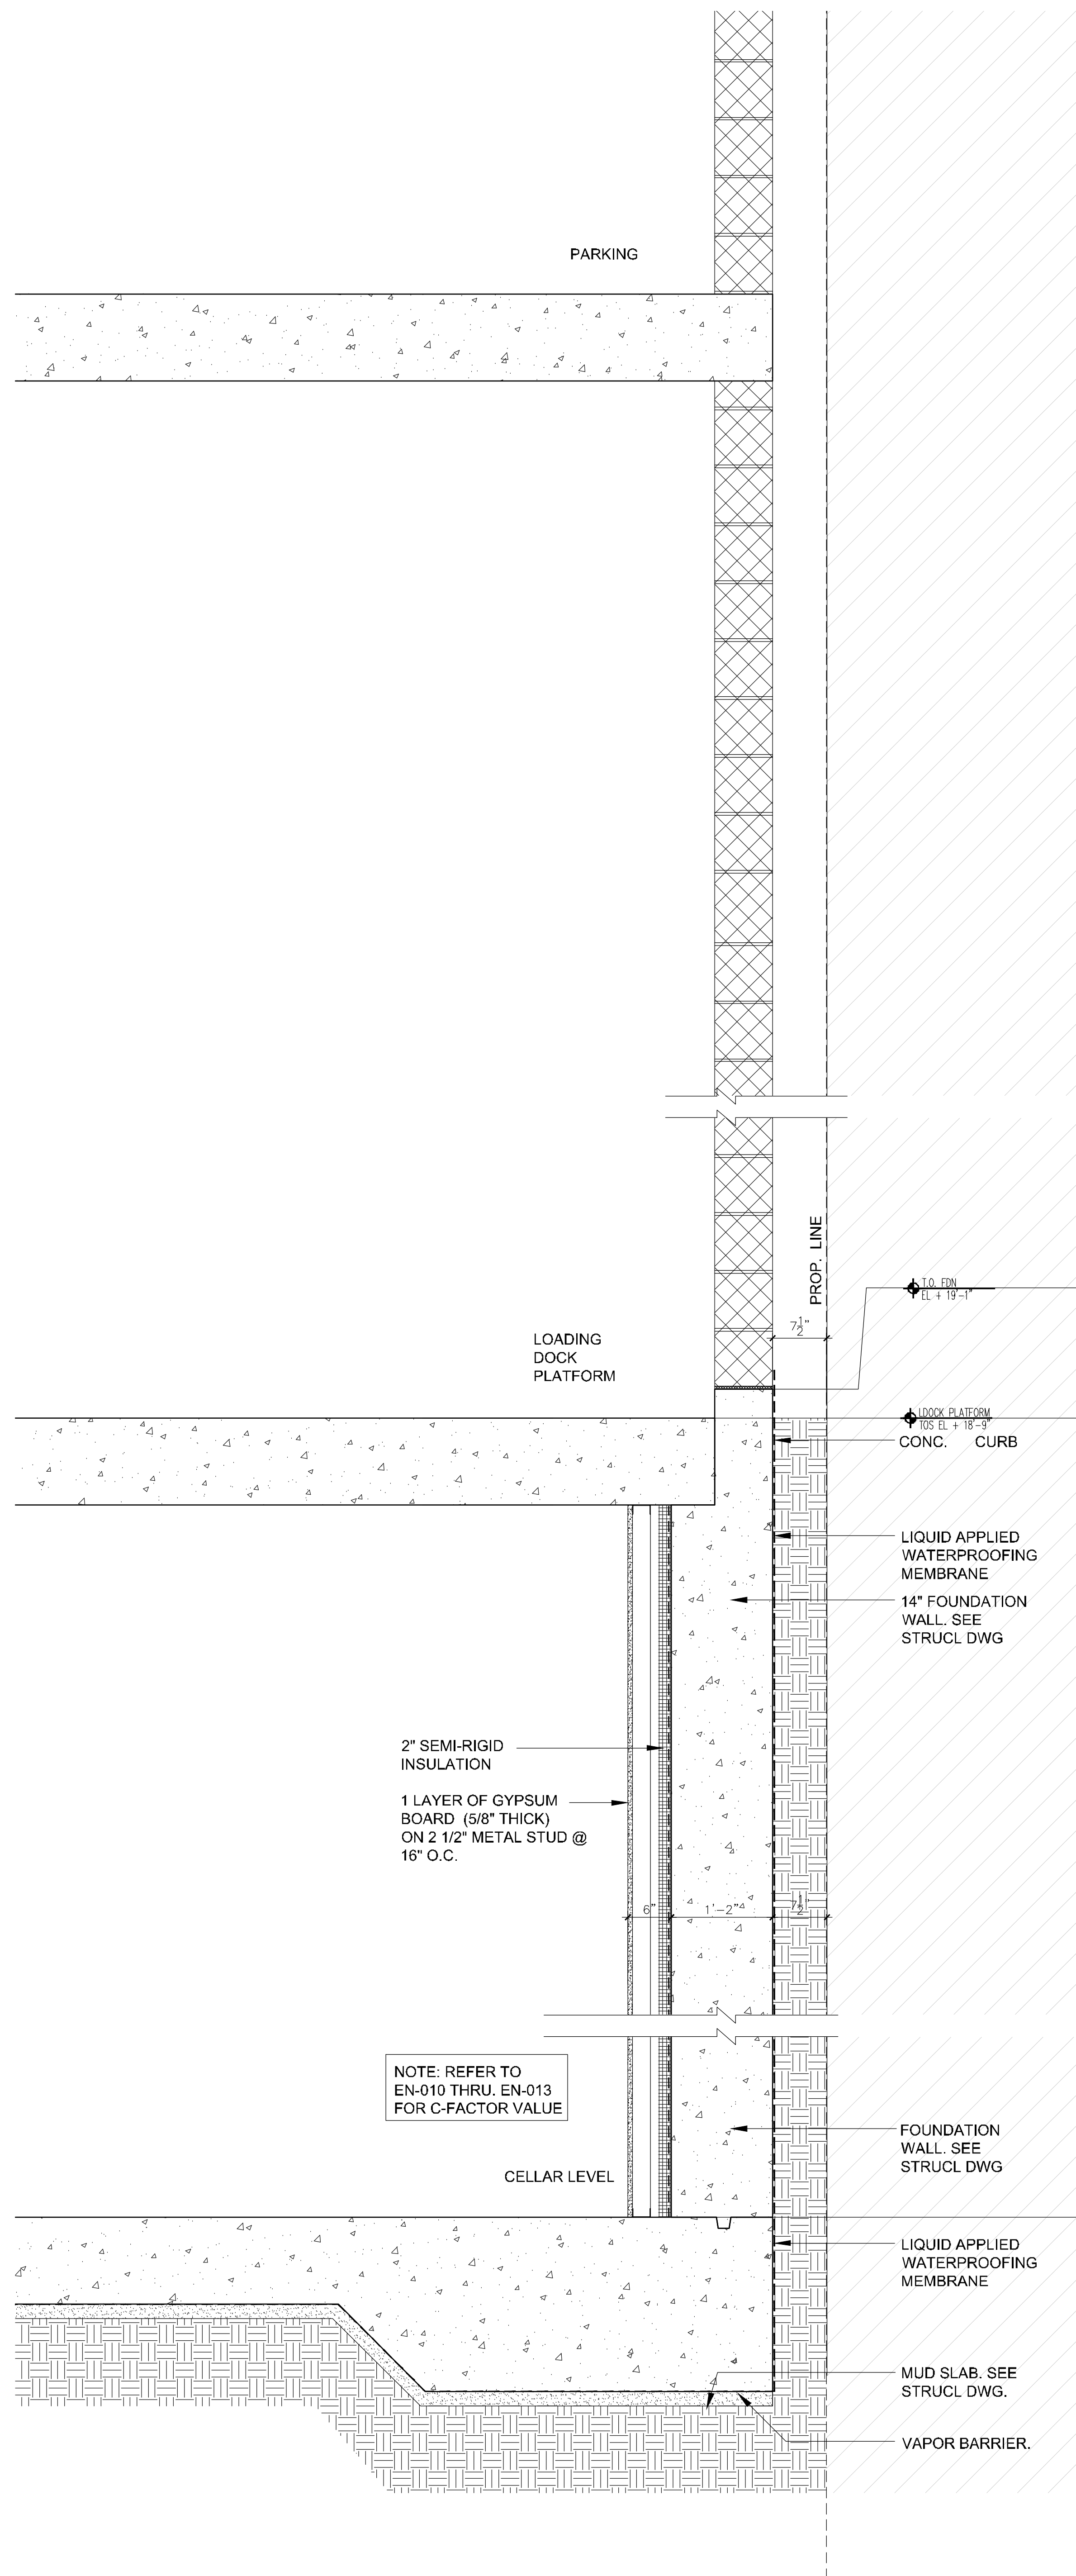 PARKING
PROP. LINE
T.O. FDN
EL + 19'-1"
7 1/2"
LOADING
DOCK
PLATFORM
LDOCK PLATFORM
TOS EL + 18'-9"
CONC. CURB
LIQUID APPLIED
WATERPROOFING
MEMBRANE
14" FOUNDATION
WALL. SEE
STRUCL DWG
2" SEMI-RIGID
INSULATION
1 LAYER OF GYPSUM
BOARD (5/8" THICK)
ON 2 1/2" METAL STUD @
16" O.C.
6"
1'-2"
7 1/2"
NOTE: REFER TO
EN-010 THRU. EN-013
FOR C-FACTOR VALUE
FOUNDATION
WALL. SEE
STRUCL DWG
CELLAR LEVEL
LIQUID APPLIED
WATERPROOFING
MEMBRANE
MUD SLAB. SEE
STRUCL DWG.
VAPOR BARRIER.